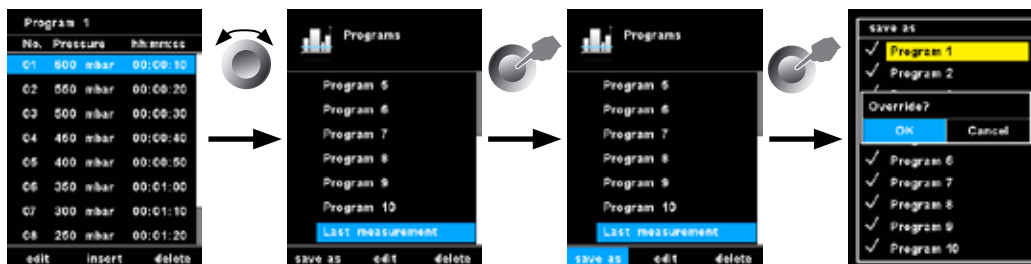 Program 1
No. Pressure hh:mm:ss
01 600 mbar 00:00:10
02 550 mbar 00:00:20
03 500 mbar 00:00:30
04 450 mbar 00:00:40
05 400 mbar 00:00:50
06 350 mbar 00:01:00
07 300 mbar 00:01:10
08 250 mbar 00:01:20
edit insert delete
Programs
Program 5
Program 6
Program 7
Program 8
Program 9
Program 10
Last measurement
save as edit delete
Programs
Program 5
Program 6
Program 7
Program 8
Program 9
Program 10
Last measurement
save as edit delete
save as
Program 1
Program 2
Override?
OK Cancel
Program 6
Program 7
Program 8
Program 9
Program 10